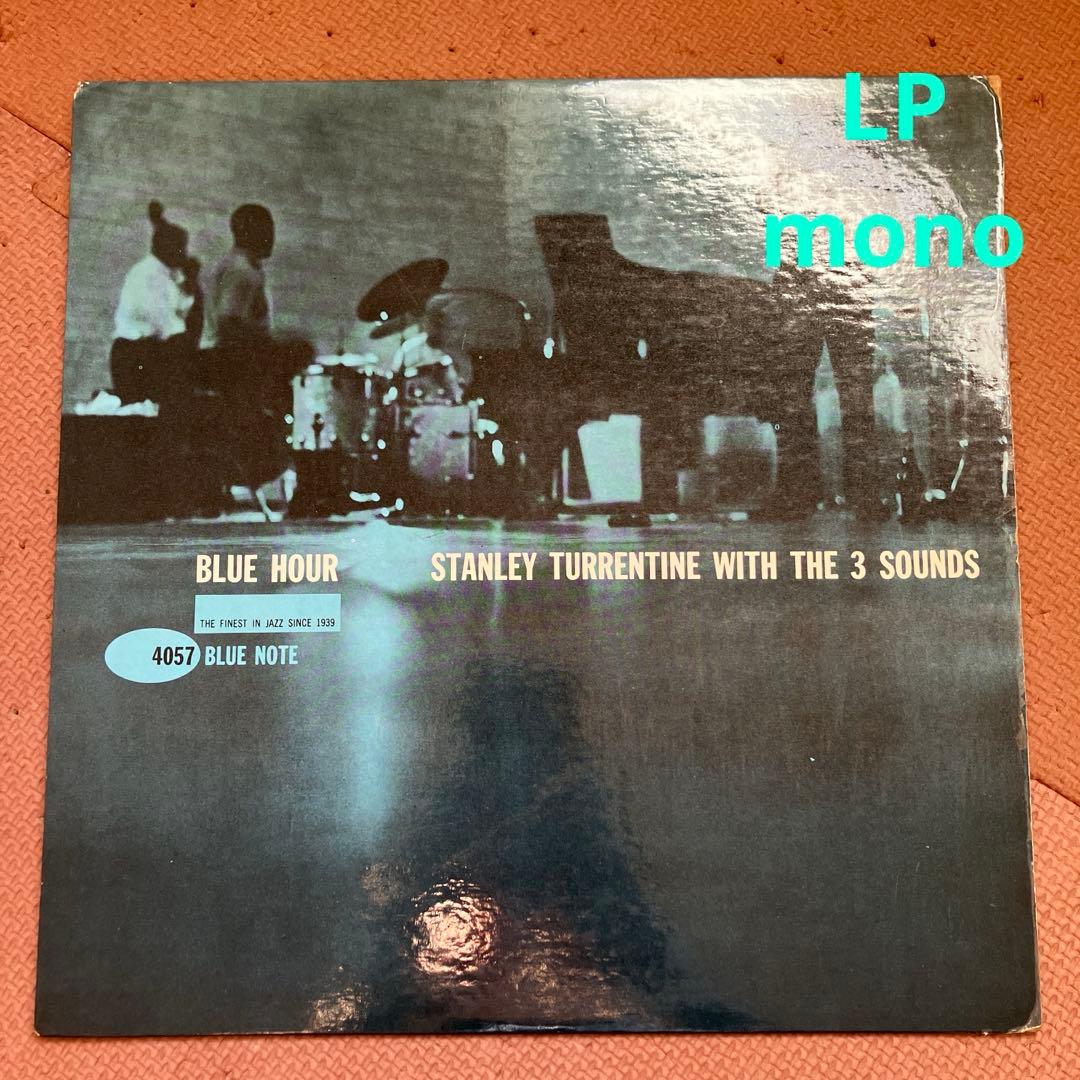 LP
mono
BLUE HOUR
STANLEY TURRENTINE WITH THE 3 SOUNDS
THE FINEST IN JAZZ SINCE 1939
4057 BLUE NOTE